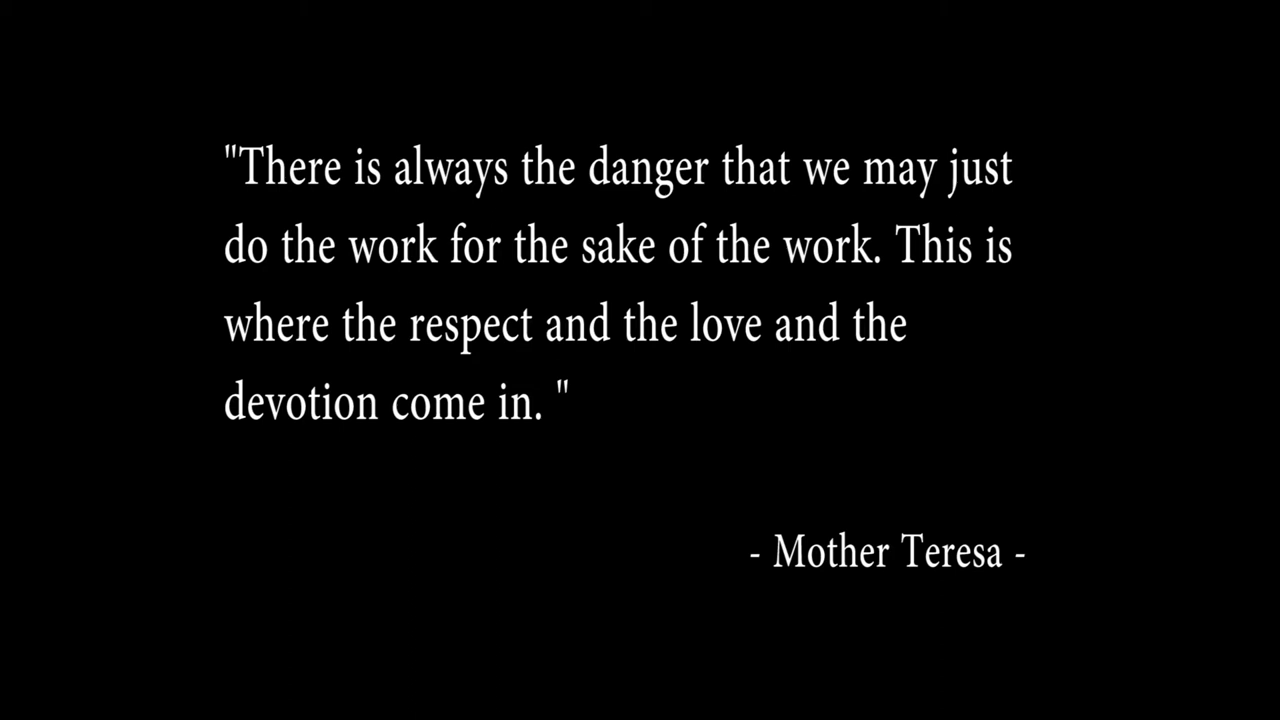 "There is always the danger that we may just
do the work for the sake of the work. This is
where the respect and the love and the
devotion come in. "
- Mother Teresa -